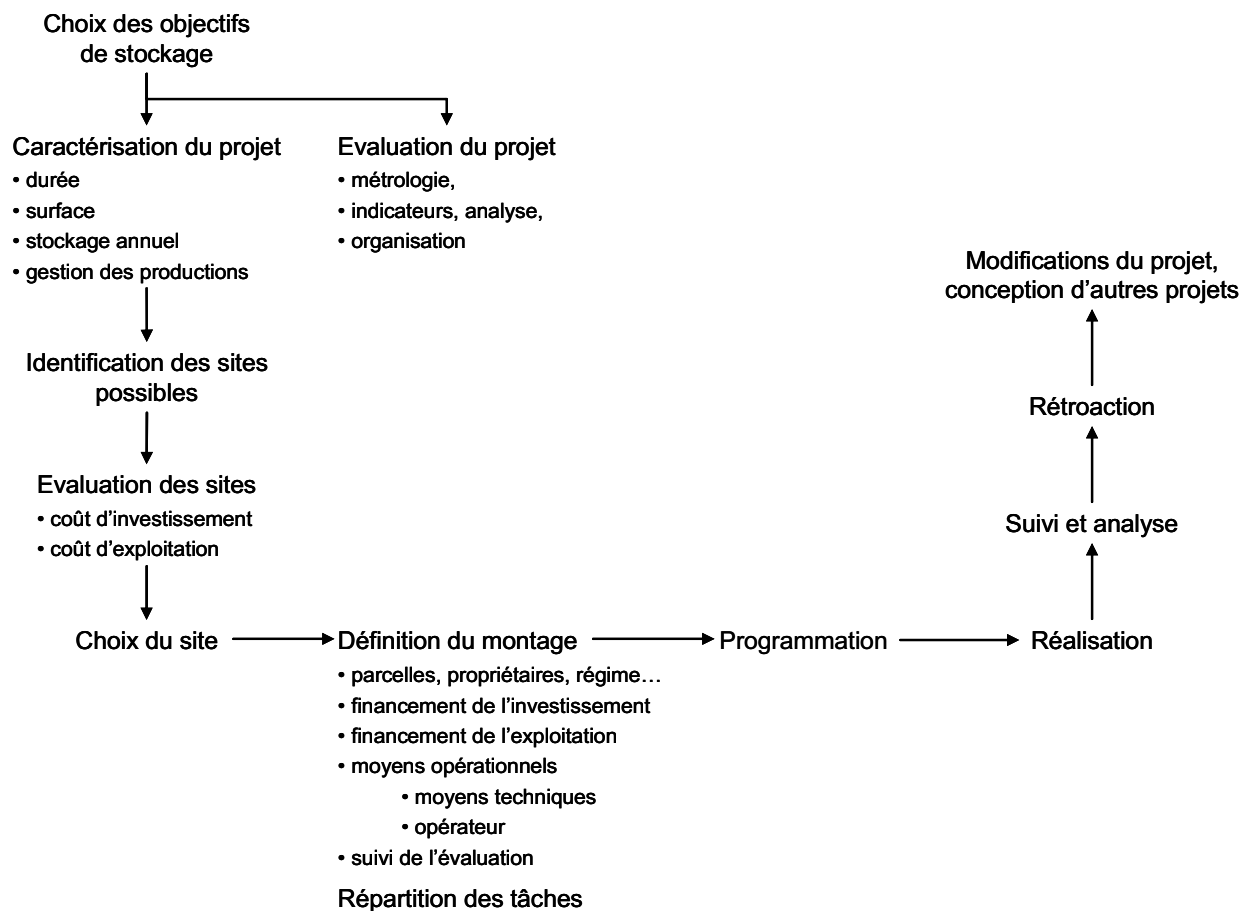 Choix des objectifs
de stockage
Caractérisation du projet
• durée
• surface
• stockage annuel
• gestion des productions
Evaluation du projet
• métrologie,
• indicateurs, analyse,
• organisation
Identification des sites
possibles
Evaluation des sites
• coût d’investissement
• coût d’exploitation
Choix du site
Définition du montage
• parcelles, propriétaires, régime…
• financement de l’investissement
• financement de l’exploitation
• moyens opérationnels
• moyens techniques
• opérateur
• suivi de l’évaluation
Répartition des tâches
Programmation
Réalisation
Suivi et analyse
Rétroaction
Modifications du projet,
conception d’autres projets